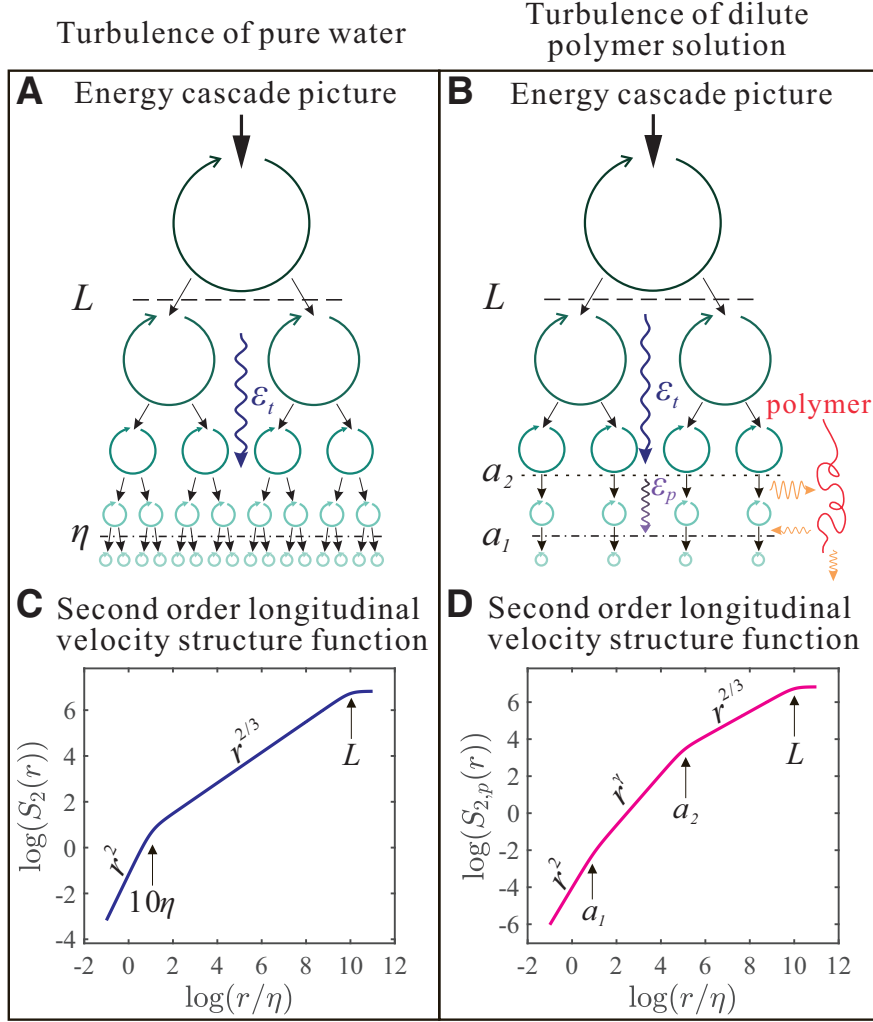 Turbulence of pure water
Turbulence of dilute
polymer solution
A Energy cascade picture
L
ε_t
η
B Energy cascade picture
L
ε_t
polymer
a_2
ε_p
a_1
C Second order longitudinal
velocity structure function
log(S_2(r))
6
4
2
0
-2
-4
r^2
r^{2/3}
10η
L
-2 0 2 4 6 8 10 12
log(r/η)
D Second order longitudinal
velocity structure function
log(S_{2,p}(r))
6
4
2
0
-2
-4
-6
r^2
r^γ
r^{2/3}
a_1
a_2
L
-2 0 2 4 6 8 10 12
log(r/η)